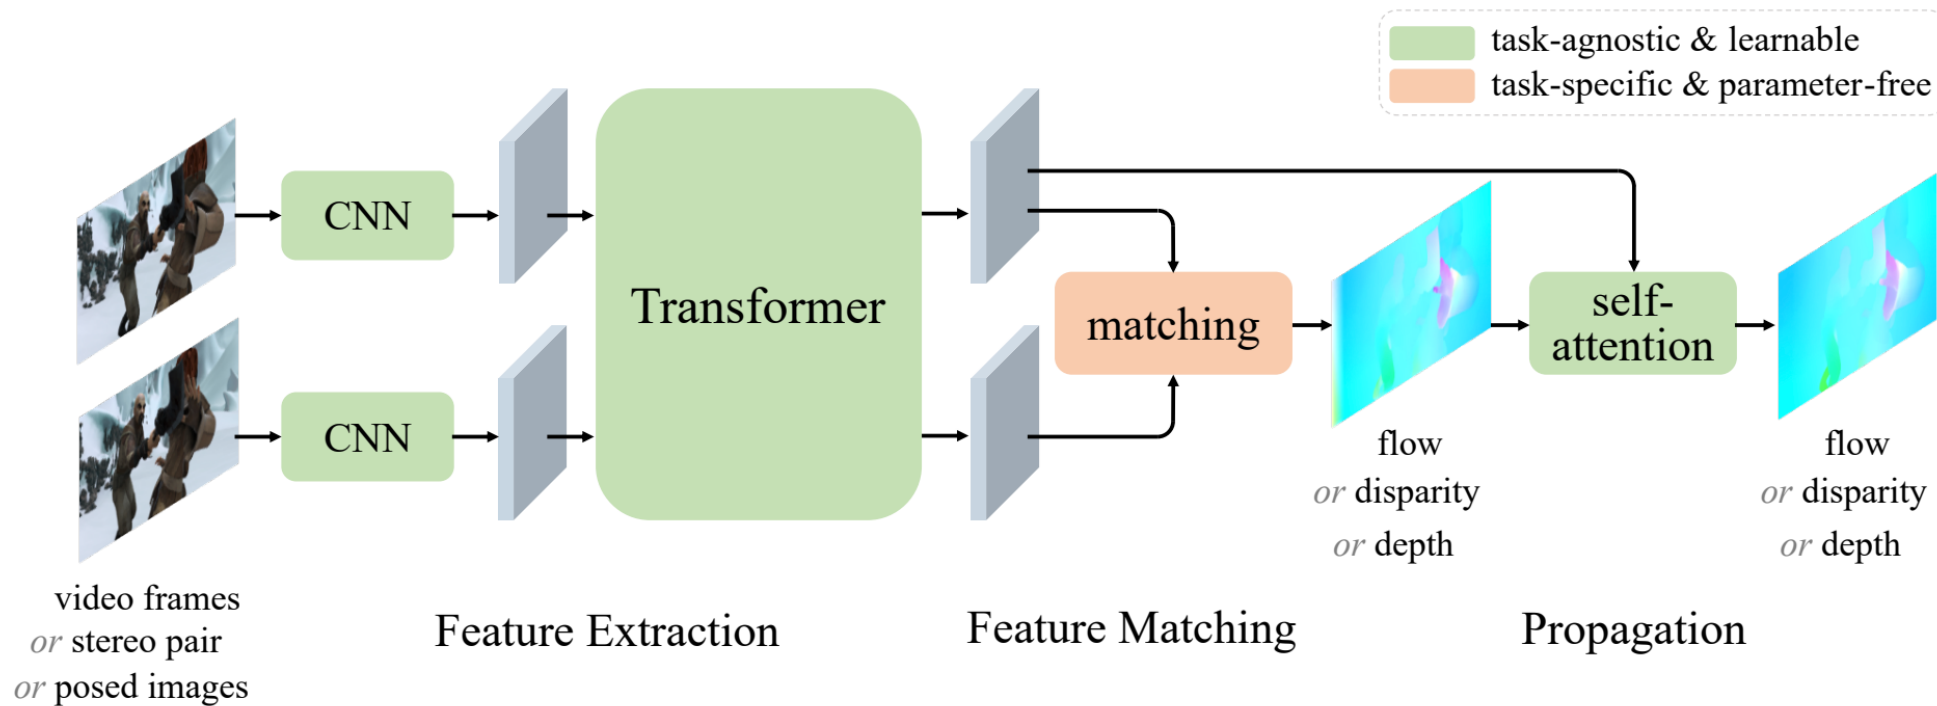 task-agnostic & learnable
task-specific & parameter-free
CNN
CNN
Transformer
matching
self-
attention
flow
or disparity
or depth
flow
or disparity
or depth
video frames
or stereo pair
or posed images
Feature Extraction
Feature Matching
Propagation